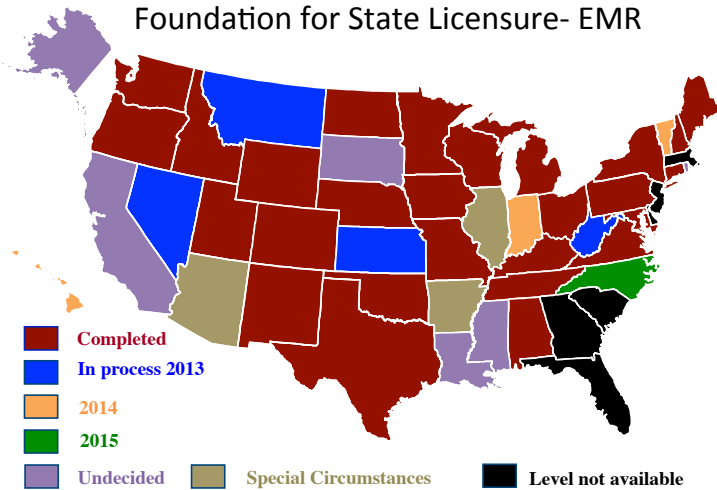 Foundation for State Licensure- EMR
Completed
In process 2013
2014
2015
Undecided
Special Circumstances
Level not available